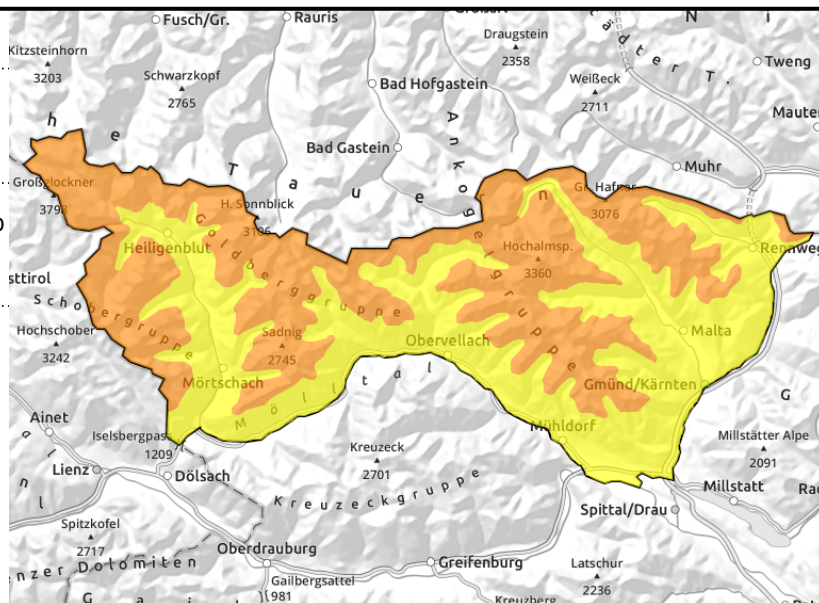 Fusch/Gr.
Rauris
N i
Kitzsteinhorn
3203
Draugstein
2358
Schwarzkopf
2765
Weißeck
2711
Tweng
Bad Hofgastein
Bad Gastein
Muhr
h e
T a u e
A n k o g e l g r u p p e
n
Großglockner
3798
H. Sonnblick
3106
3076
Hochalmsp.
3360
Heiligenblut
G o l d b e r g g r u p p e
Rennweg
S c h o b e r g r u p p e
Hochschober
3242
Sadnig
2745
Obervellach
Malta
Mörtschach
Gmünd/Kärnten
M ö l l t a l
G
Ainet
Iselsbergpass
1209
Mühldorf
Kreuzeck
2701
Millstätter Alpe
2091
Lienz
Dölsach
K r e u z e c k g r u p p e
Millstatt
Spittal/Drau
Spitzkofel
2717
Oberdrauburg
enzer Dolomiten
Greifenburg
Latschur
2236
Gailbergsattel
981
Kreuzberg
G a i